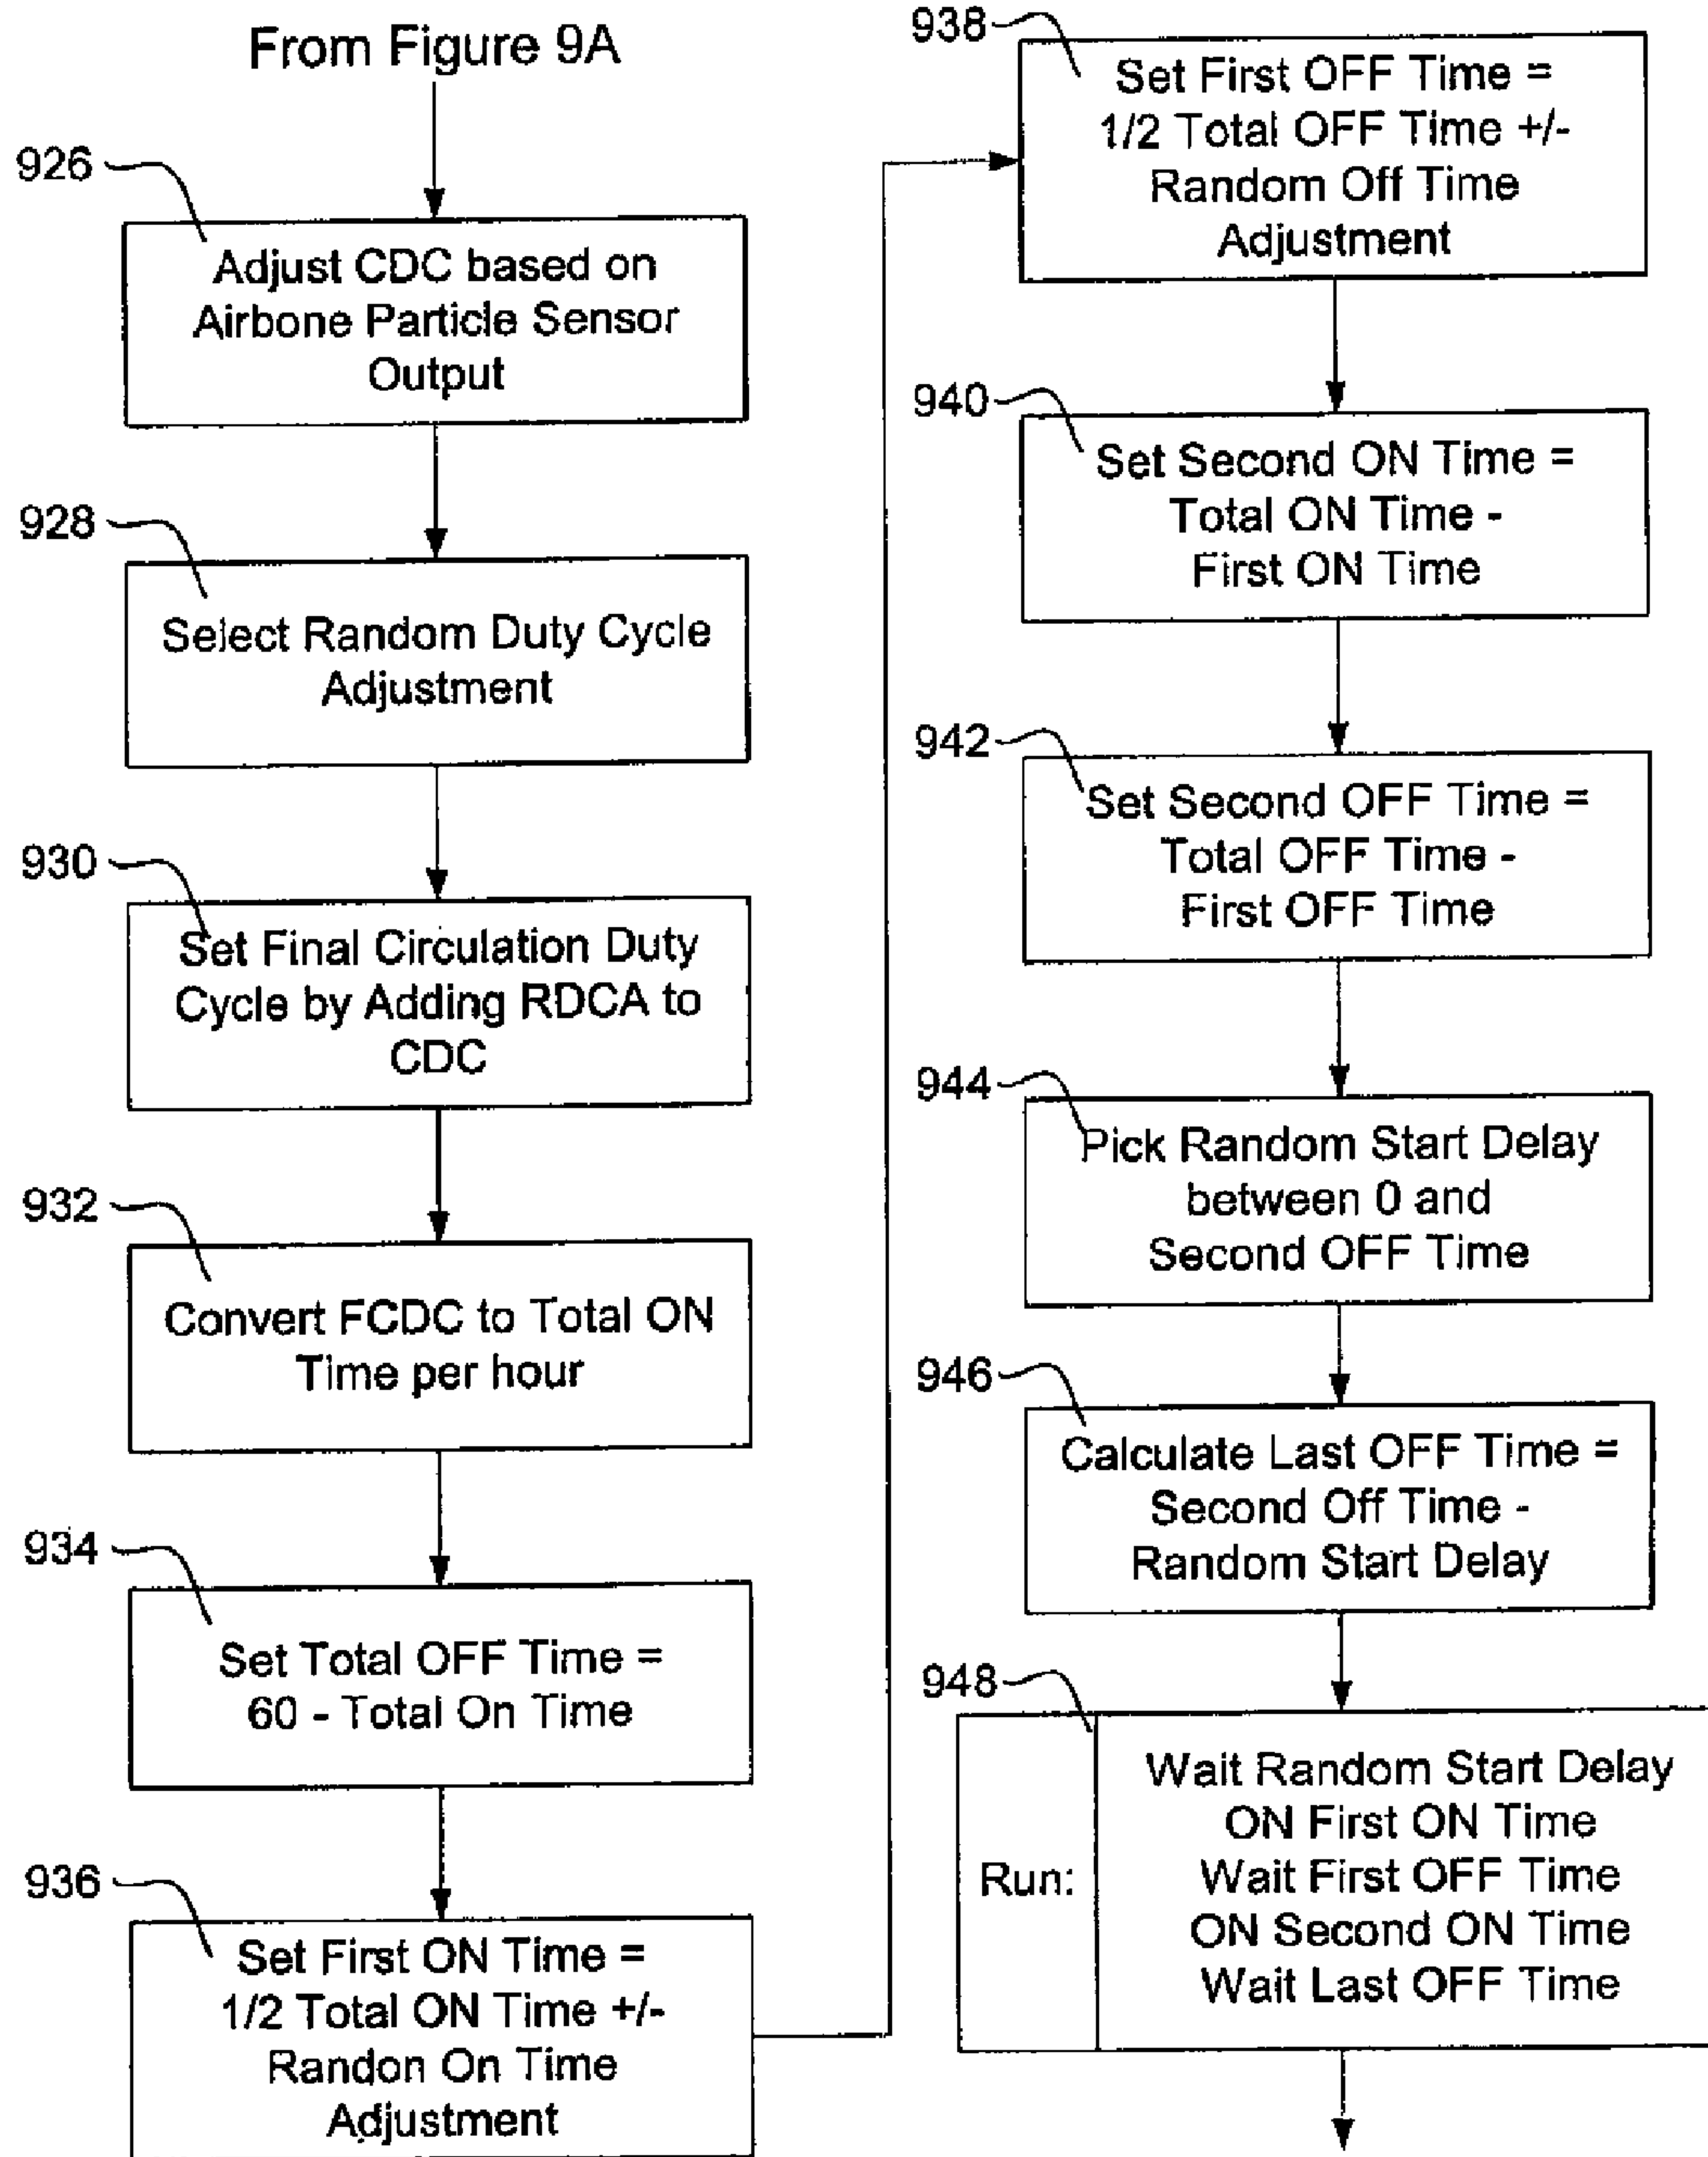 From Figure 9A
926
Adjust CDC based on
Airbone Particle Sensor
Output
928
Select Random Duty Cycle
Adjustment
930
Set Final Circulation Duty
Cycle by Adding RDCA to
CDC
932
Convert FCDC to Total ON
Time per hour
934
Set Total OFF Time =
60 - Total On Time
936
Set First ON Time =
1/2 Total ON Time +/-
Randon On Time
Adjustment
938
Set First OFF Time =
1/2 Total OFF Time +/-
Random Off Time
Adjustment
940
Set Second ON Time =
Total ON Time -
First ON Time
942
Set Second OFF Time =
Total OFF Time -
First OFF Time
944
Pick Random Start Delay
between 0 and
Second OFF Time
946
Calculate Last OFF Time =
Second Off Time -
Random Start Delay
948
Run:
Wait Random Start Delay
ON First ON Time
Wait First OFF Time
ON Second ON Time
Wait Last OFF Time